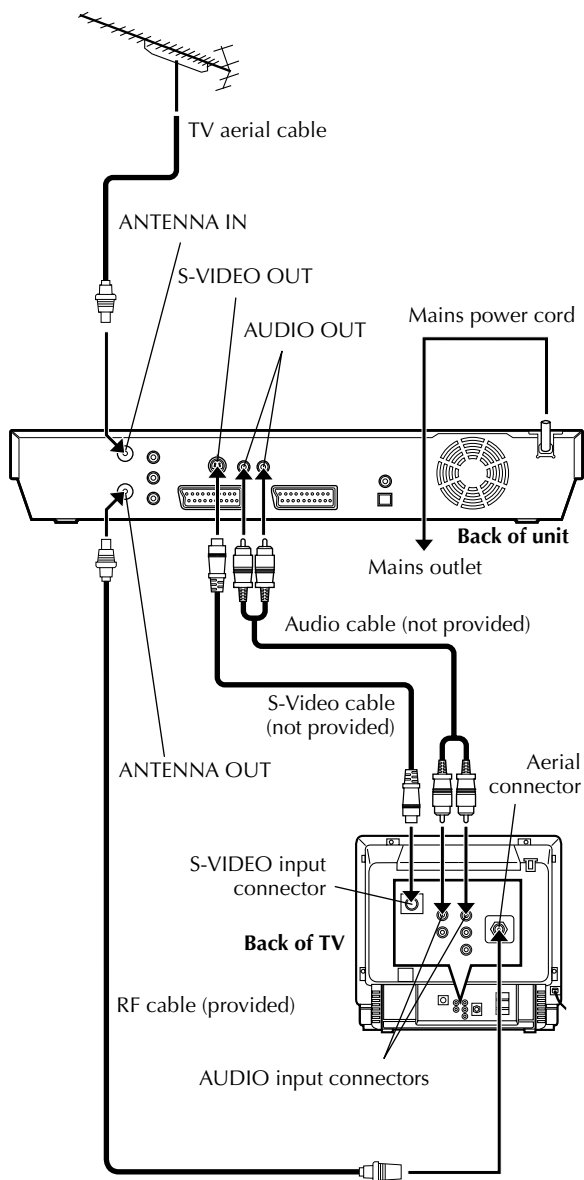 TV aerial cable
ANTENNA IN
S-VIDEO OUT
AUDIO OUT
Mains power cord
Back of unit
Mains outlet
Audio cable (not provided)
S-Video cable
(not provided)
ANTENNA OUT
Aerial
connector
S-VIDEO input
connector
Back of TV
RF cable (provided)
AUDIO input connectors